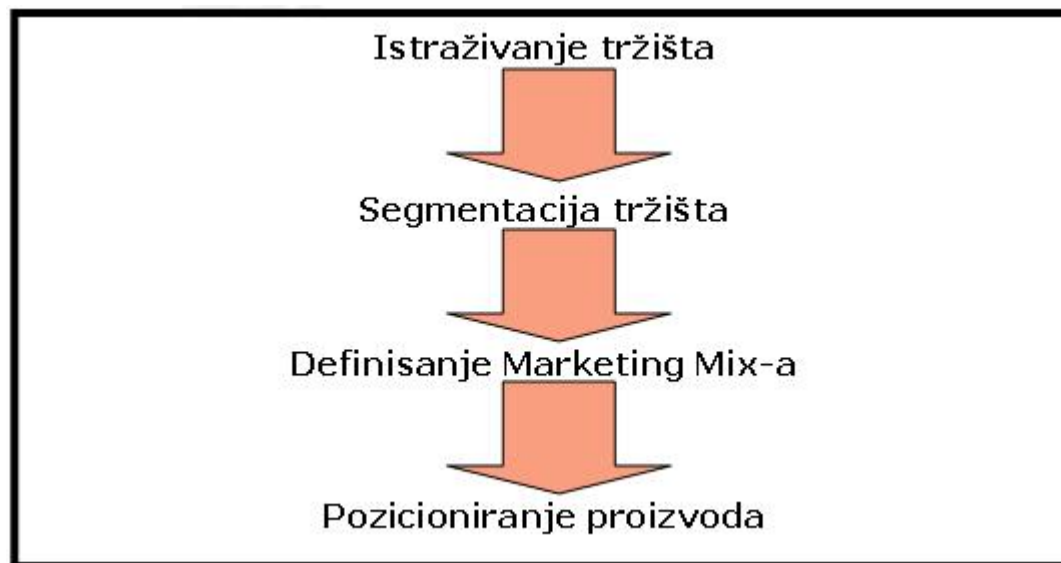 Istraživanje tržišta
Segmentacija tržišta
Definisanje Marketing Mix-a
Pozicioniranje proizvoda